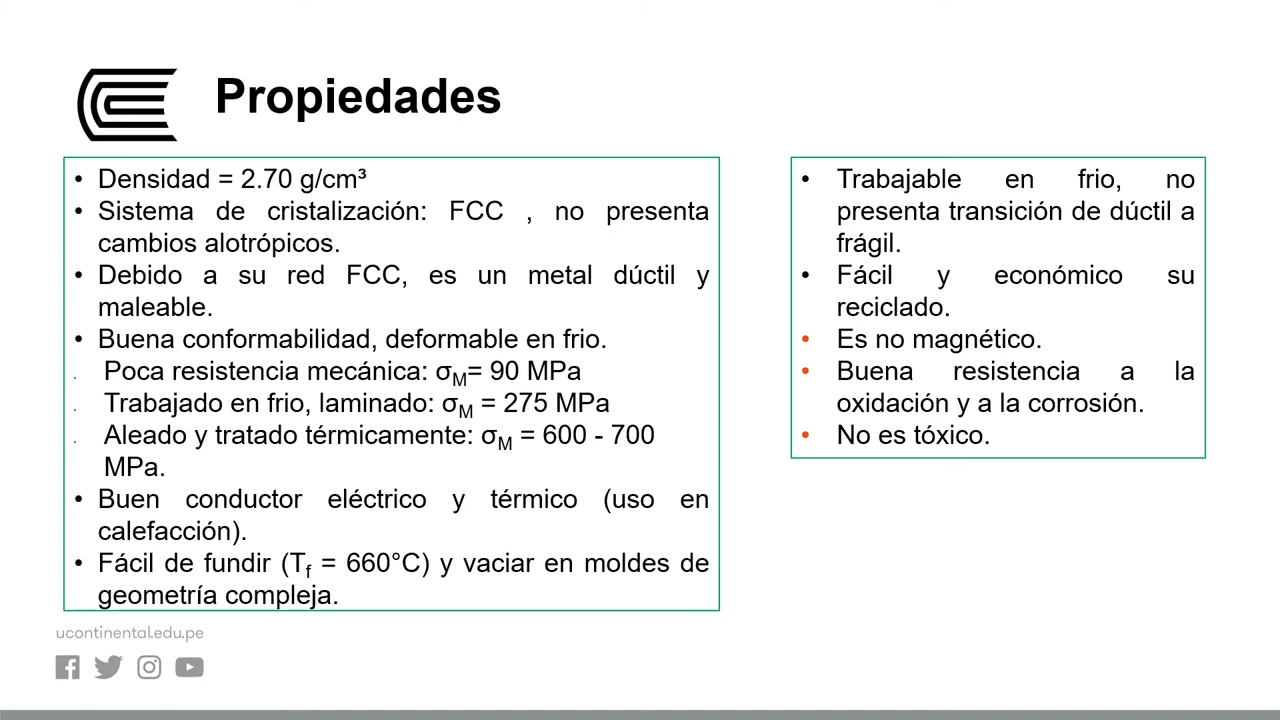 Propiedades
• Densidad = 2.70 g/cm³
• Sistema de cristalización: FCC , no presenta
cambios alotrópicos.
• Debido a su red FCC, es un metal dúctil y
maleable.
• Buena conformabilidad, deformable en frio.
. Poca resistencia mecánica: σM= 90 MPa
. Trabajado en frio, laminado: σM = 275 MPa
. Aleado y tratado térmicamente: σM = 600 - 700
MPa.
• Buen conductor eléctrico y térmico (uso en
calefacción).
• Fácil de fundir (Tf = 660°C) y vaciar en moldes de
geometría compleja.
• Trabajable en frio, no
presenta transición de dúctil a
frágil.
• Fácil y económico su
reciclado.
• Es no magnético.
• Buena resistencia a la
oxidación y a la corrosión.
• No es tóxico.
ucontinental.edu.pe